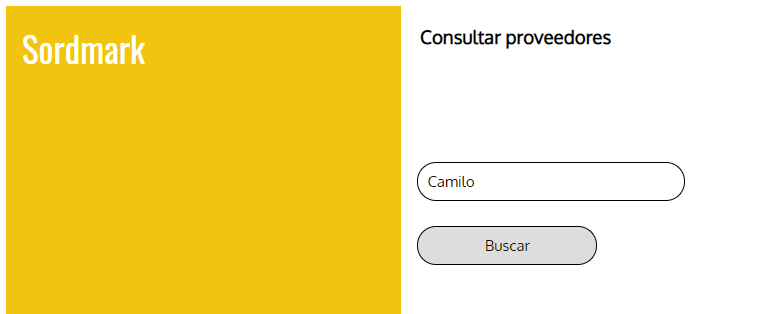 Sordmark
Consultar proveedores
Camilo
Buscar